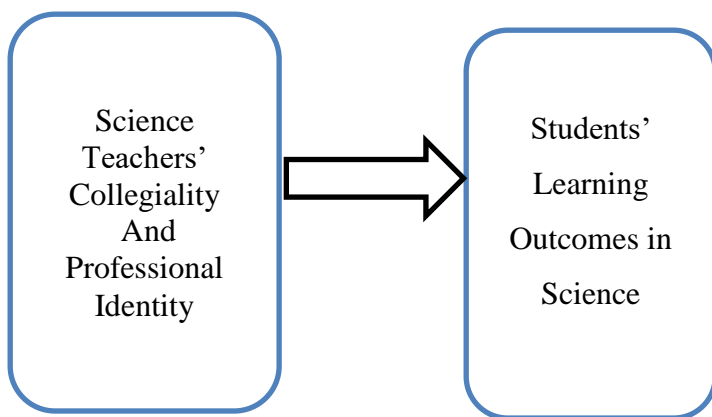 Science
Teachers’
Collegiality
And
Professional
Identity
Students’
Learning
Outcomes in
Science